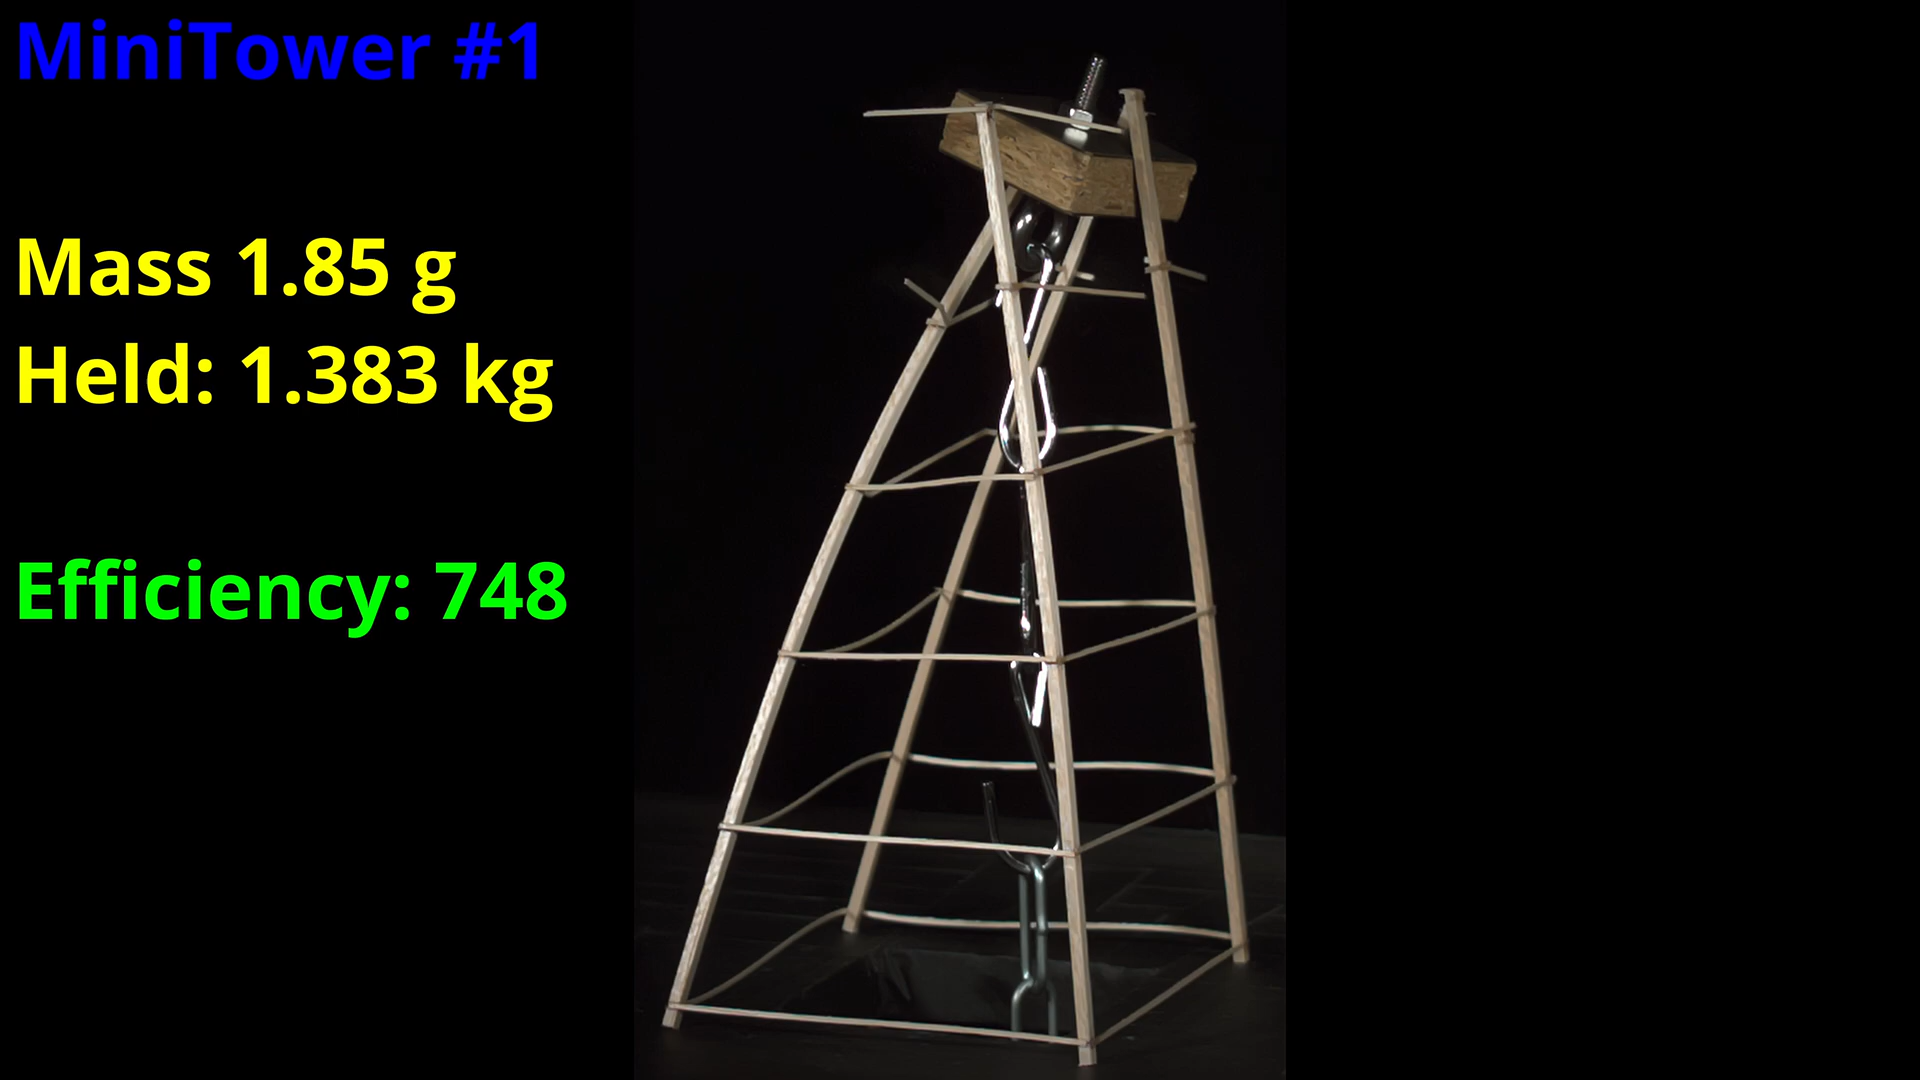 MiniTower #1
Mass 1.85 g
Held: 1.383 kg
Efficiency: 748